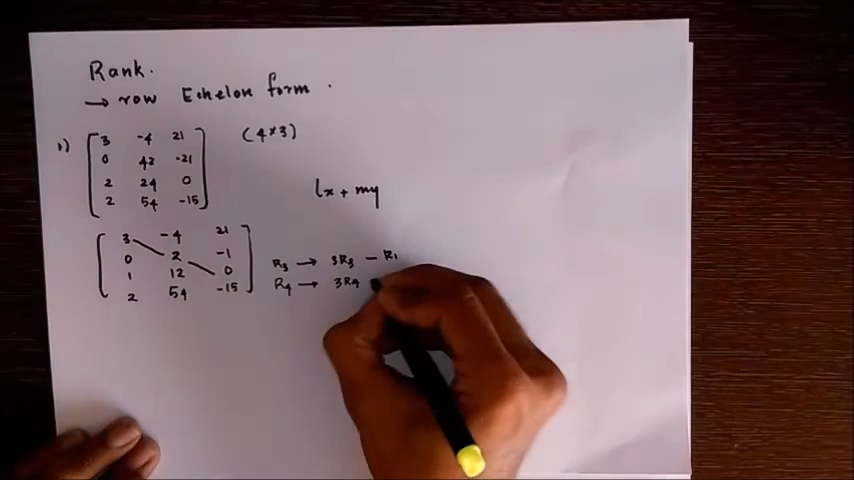 Rank.
→ row Echelon form.
1) [ 3 -4 21 (4×3)
0 42 -21
2 24 0
2 54 -15 ]
lx + my
[ 3 -4 21
0 2 -1
1 12 0
2 54 -15 ]
R3 → 3R3 - R1
R4 → 3R4